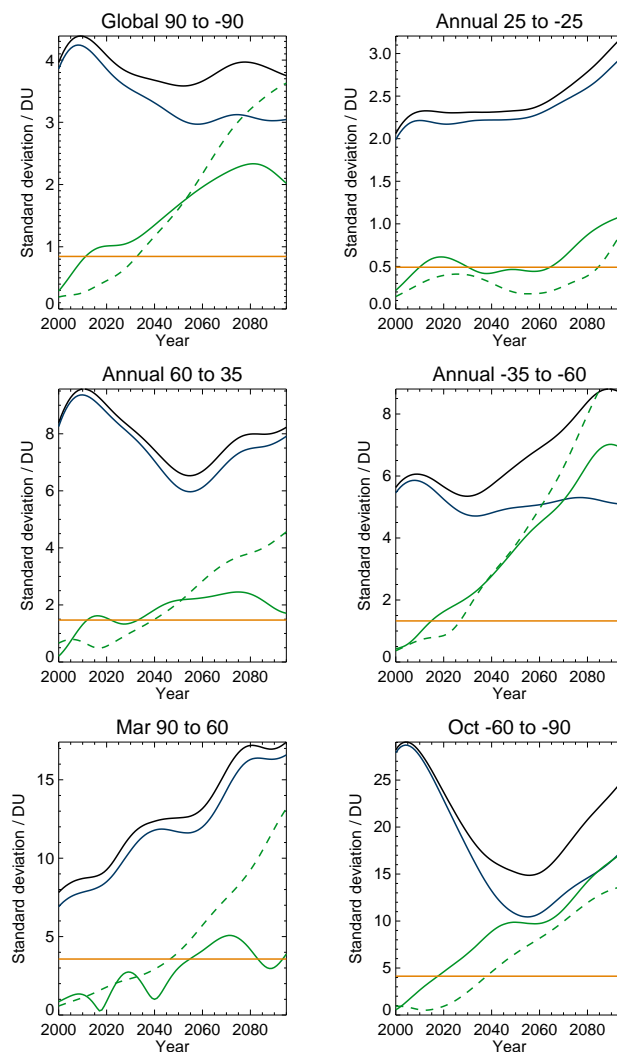 Global 90 to -90
Standard deviation / DU
4
3
2
1
0
2000 2020 2040 2060 2080
Year
Annual 25 to -25
Standard deviation / DU
3.0
2.5
2.0
1.5
1.0
0.5
0.0
2000 2020 2040 2060 2080
Year
Annual 60 to 35
Standard deviation / DU
8
6
4
2
0
2000 2020 2040 2060 2080
Year
Annual -35 to -60
Standard deviation / DU
8
6
4
2
0
2000 2020 2040 2060 2080
Year
Mar 90 to 60
Standard deviation / DU
15
10
5
0
2000 2020 2040 2060 2080
Year
Oct -60 to -90
Standard deviation / DU
25
20
15
10
5
0
2000 2020 2040 2060 2080
Year